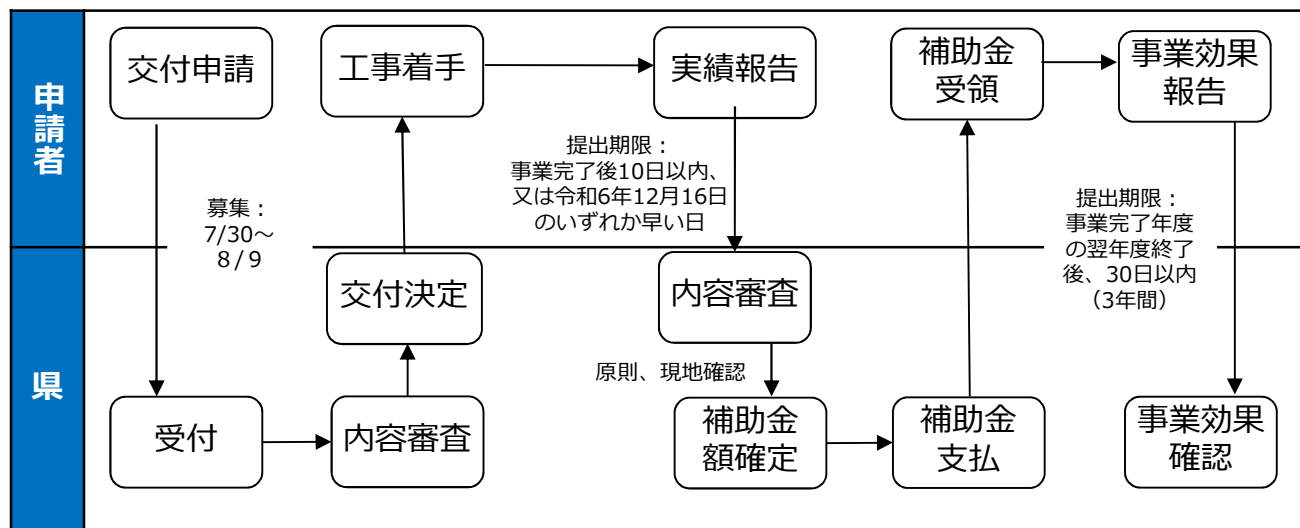 申請者
交付申請
工事着手
実績報告
補助金
受領
事業効果
報告
募集：
7/30～
8/9
提出期限：
事業完了後10日以内、
又は令和6年12月16日
のいずれか早い日
提出期限：
事業完了年度
の翌年度終了
後、30日以内
（3年間）
県
交付決定
内容審査
原則、現地確認
受付
内容審査
補助金
額確定
補助金
支払
事業効果
確認